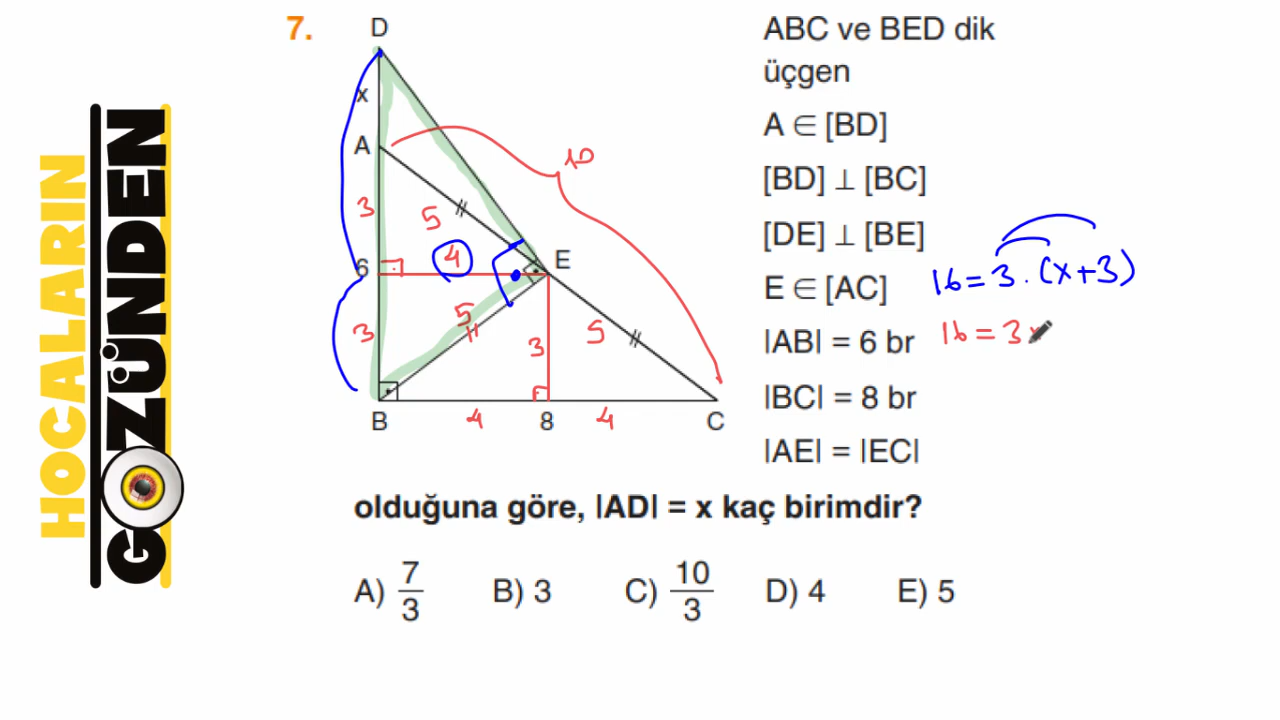 HOCALARIN
GÖZÜNDEN
7.
D
x
A
10
3
5
6
4
E
3
5
3
5
B
4
8
4
C
ABC ve BED dik
üçgen
A ∈ [BD]
[BD] ⊥ [BC]
[DE] ⊥ [BE]
E ∈ [AC]
|AB| = 6 br
|BC| = 8 br
|AE| = |EC|
16 = 3 . (x+3)
16 = 3
olduğuna göre, |AD| = x kaç birimdir?
A) 7/3 B) 3 C) 10/3 D) 4 E) 5